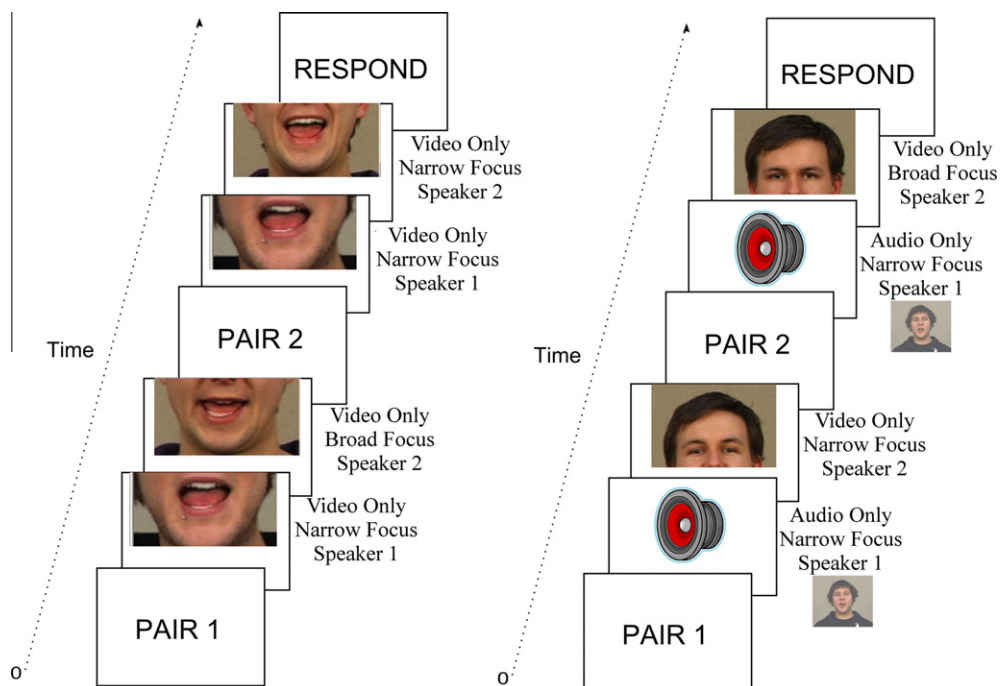 RESPOND
Video Only
Narrow Focus
Speaker 2
Video Only
Narrow Focus
Speaker 1
PAIR 2
Time
Video Only
Broad Focus
Speaker 2
Video Only
Narrow Focus
Speaker 1
PAIR 1
0
RESPOND
Video Only
Broad Focus
Speaker 2
Audio Only
Narrow Focus
Speaker 1
PAIR 2
Time
Video Only
Narrow Focus
Speaker 2
Audio Only
Narrow Focus
Speaker 1
PAIR 1
0